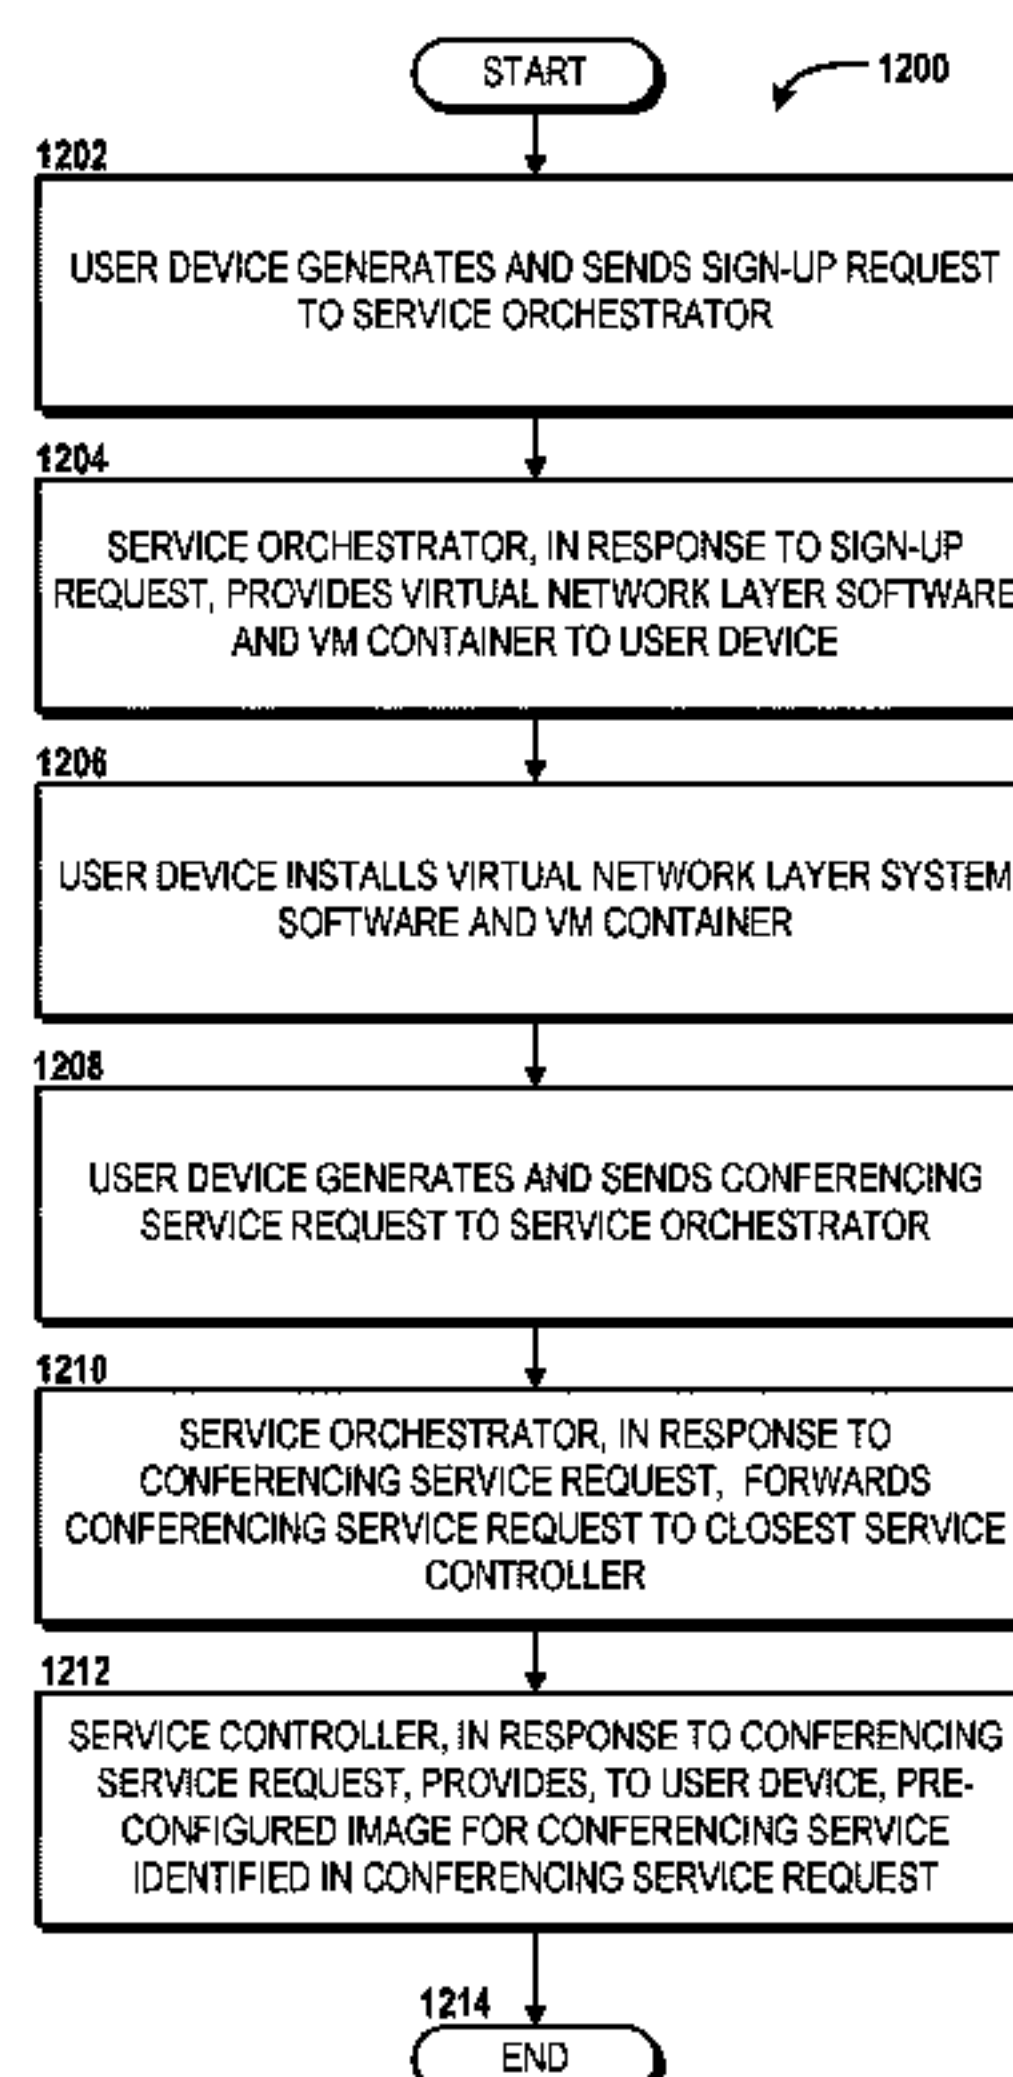 START
1200
1202
USER DEVICE GENERATES AND SENDS SIGN-UP REQUEST
TO SERVICE ORCHESTRATOR
1204
SERVICE ORCHESTRATOR, IN RESPONSE TO SIGN-UP
REQUEST, PROVIDES VIRTUAL NETWORK LAYER SOFTWARE
AND VM CONTAINER TO USER DEVICE
1206
USER DEVICE INSTALLS VIRTUAL NETWORK LAYER SYSTEM
SOFTWARE AND VM CONTAINER
1208
USER DEVICE GENERATES AND SENDS CONFERENCING
SERVICE REQUEST TO SERVICE ORCHESTRATOR
1210
SERVICE ORCHESTRATOR, IN RESPONSE TO
CONFERENCING SERVICE REQUEST, FORWARDS
CONFERENCING SERVICE REQUEST TO CLOSEST SERVICE
CONTROLLER
1212
SERVICE CONTROLLER, IN RESPONSE TO CONFERENCING
SERVICE REQUEST, PROVIDES, TO USER DEVICE, PRE-
CONFIGURED IMAGE FOR CONFERENCING SERVICE
IDENTIFIED IN CONFERENCING SERVICE REQUEST
1214
END